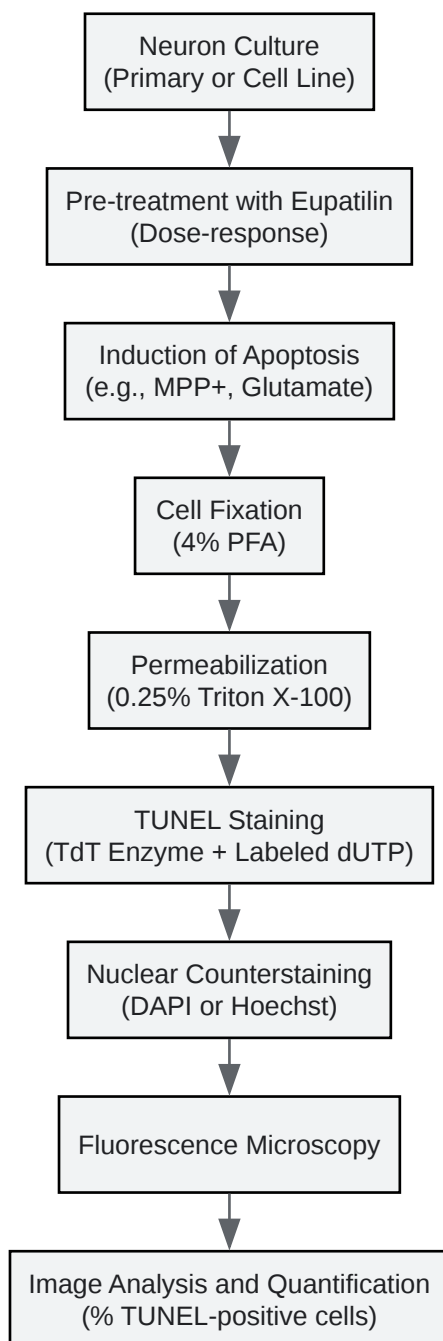 Neuron Culture
(Primary or Cell Line)
Pre-treatment with Eupatilin
(Dose-response)
Induction of Apoptosis
(e.g., MPP+, Glutamate)
Cell Fixation
(4% PFA)
Permeabilization
(0.25% Triton X-100)
TUNEL Staining
(TdT Enzyme + Labeled dUTP)
Nuclear Counterstaining
(DAPI or Hoechst)
Fluorescence Microscopy
Image Analysis and Quantification
(% TUNEL-positive cells)